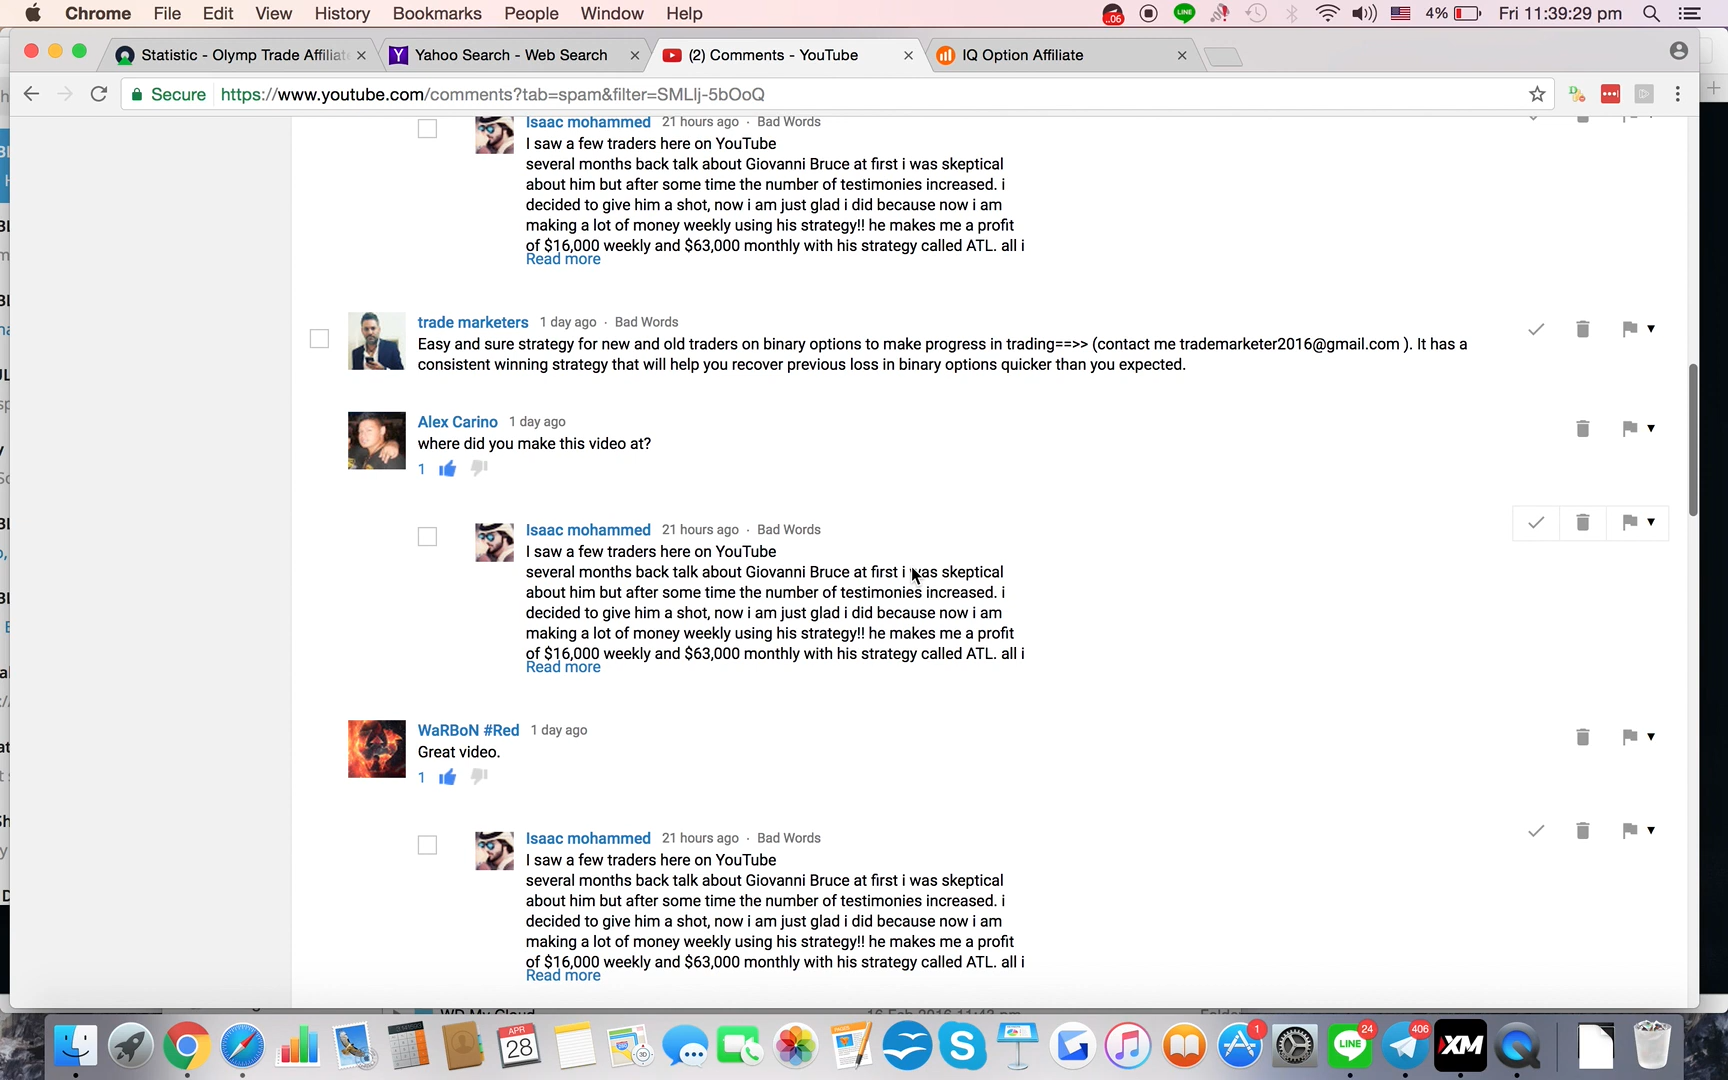 Chrome File Edit View History Bookmarks People Window Help
..06 LINE 4% Fri 11:39:29 pm
Statistic - Olymp Trade Affiliate
Yahoo Search - Web Search
(2) Comments - YouTube
IQ Option Affiliate
Secure https://www.youtube.com/comments?tab=spam&filter=SMLlj-5bOoQ
Isaac mohammed 21 hours ago · Bad Words
I saw a few traders here on YouTube
several months back talk about Giovanni Bruce at first i was skeptical
about him but after some time the number of testimonies increased. i
decided to give him a shot, now i am just glad i did because now i am
making a lot of money weekly using his strategy!! he makes me a profit
of $16,000 weekly and $63,000 monthly with his strategy called ATL. all i
Read more
trade marketers 1 day ago · Bad Words
Easy and sure strategy for new and old traders on binary options to make progress in trading==>> (contact me trademarketer2016@gmail.com ). It has a
consistent winning strategy that will help you recover previous loss in binary options quicker than you expected.
Alex Carino 1 day ago
where did you make this video at?
1
Isaac mohammed 21 hours ago · Bad Words
I saw a few traders here on YouTube
several months back talk about Giovanni Bruce at first i was skeptical
about him but after some time the number of testimonies increased. i
decided to give him a shot, now i am just glad i did because now i am
making a lot of money weekly using his strategy!! he makes me a profit
of $16,000 weekly and $63,000 monthly with his strategy called ATL. all i
Read more
WaRBoN #Red 1 day ago
Great video.
1
Isaac mohammed 21 hours ago · Bad Words
I saw a few traders here on YouTube
several months back talk about Giovanni Bruce at first i was skeptical
about him but after some time the number of testimonies increased. i
decided to give him a shot, now i am just glad i did because now i am
making a lot of money weekly using his strategy!! he makes me a profit
of $16,000 weekly and $63,000 monthly with his strategy called ATL. all i
Read more
APR
28
3D
PAGES
1
LINE
24
406
XM